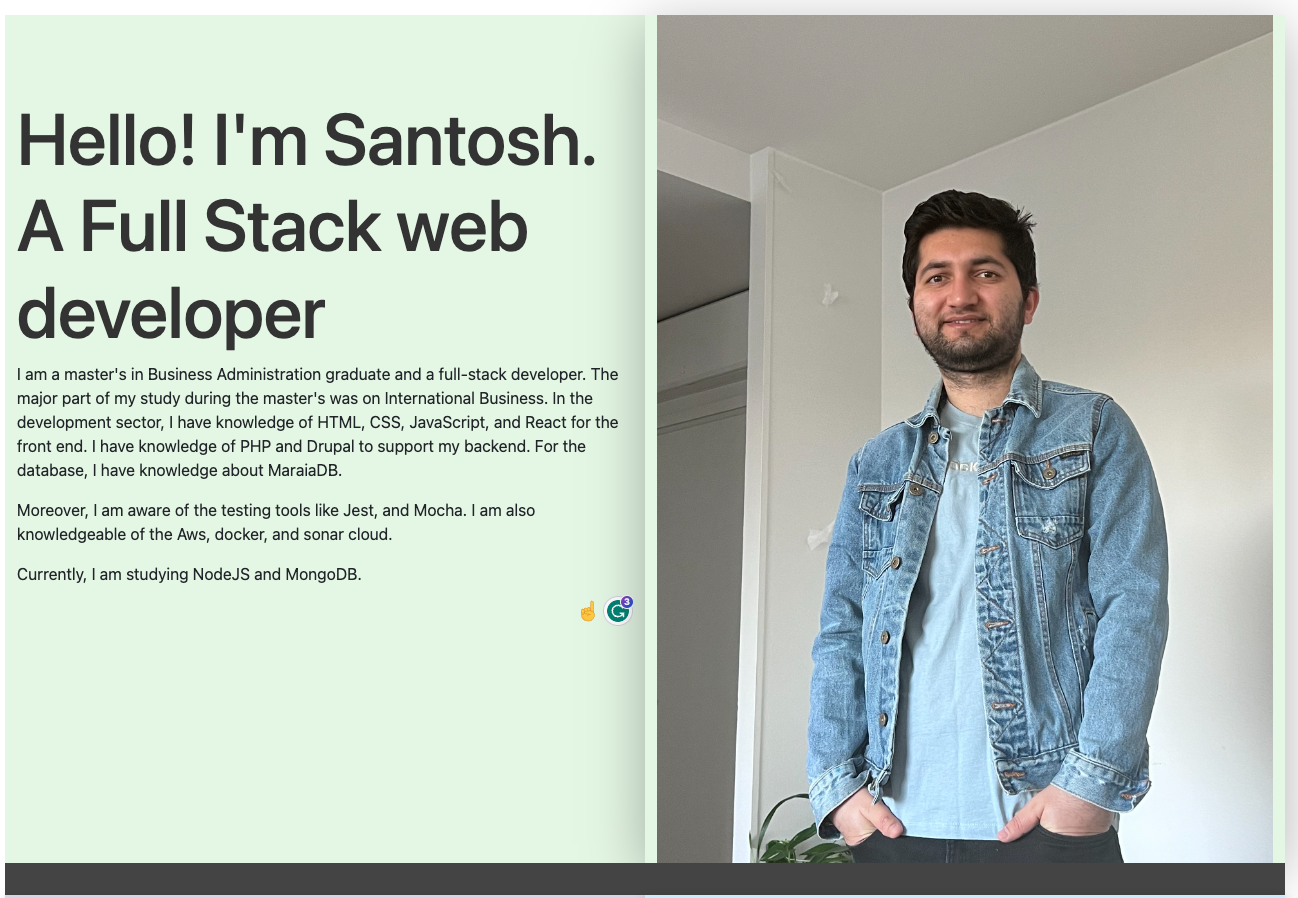 Hello! I'm Santosh.
A Full Stack web
developer
I am a master's in Business Administration graduate and a full-stack developer. The
major part of my study during the master's was on International Business. In the
development sector, I have knowledge of HTML, CSS, JavaScript, and React for the
front end. I have knowledge of PHP and Drupal to support my backend. For the
database, I have knowledge about MaraiaDB.
Moreover, I am aware of the testing tools like Jest, and Mocha. I am also
knowledgeable of the Aws, docker, and sonar cloud.
Currently, I am studying NodeJS and MongoDB.
3